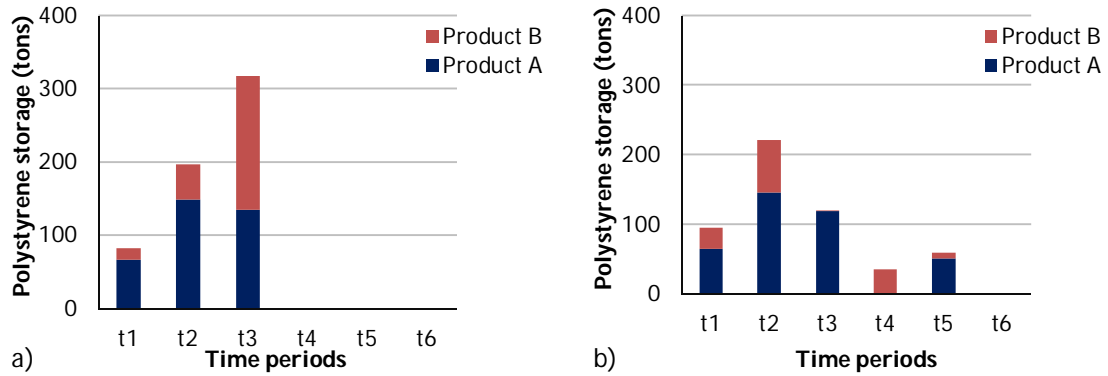 Polystyrene storage (tons)
400
300
200
100
0
Product B
Product A
t1 t2 t3 t4 t5 t6
Time periods
a)
Polystyrene storage (tons)
400
300
200
100
0
Product B
Product A
t1 t2 t3 t4 t5 t6
Time periods
b)